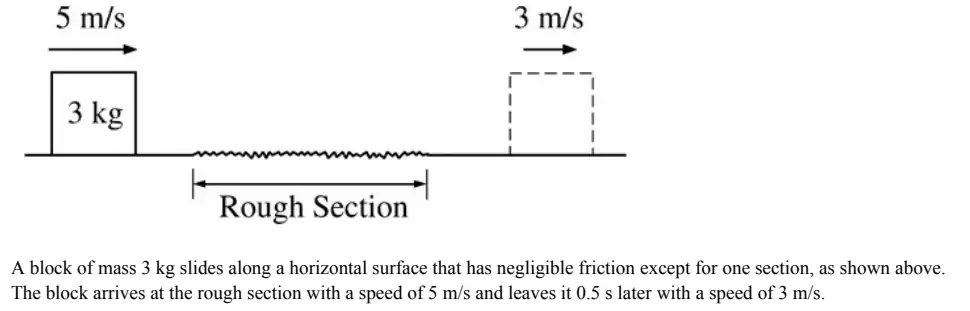 5 m/s
3 m/s
3 kg
Rough Section
A block of mass 3 kg slides along a horizontal surface that has negligible friction except for one section, as shown above.
The block arrives at the rough section with a speed of 5 m/s and leaves it 0.5 s later with a speed of 3 m/s.